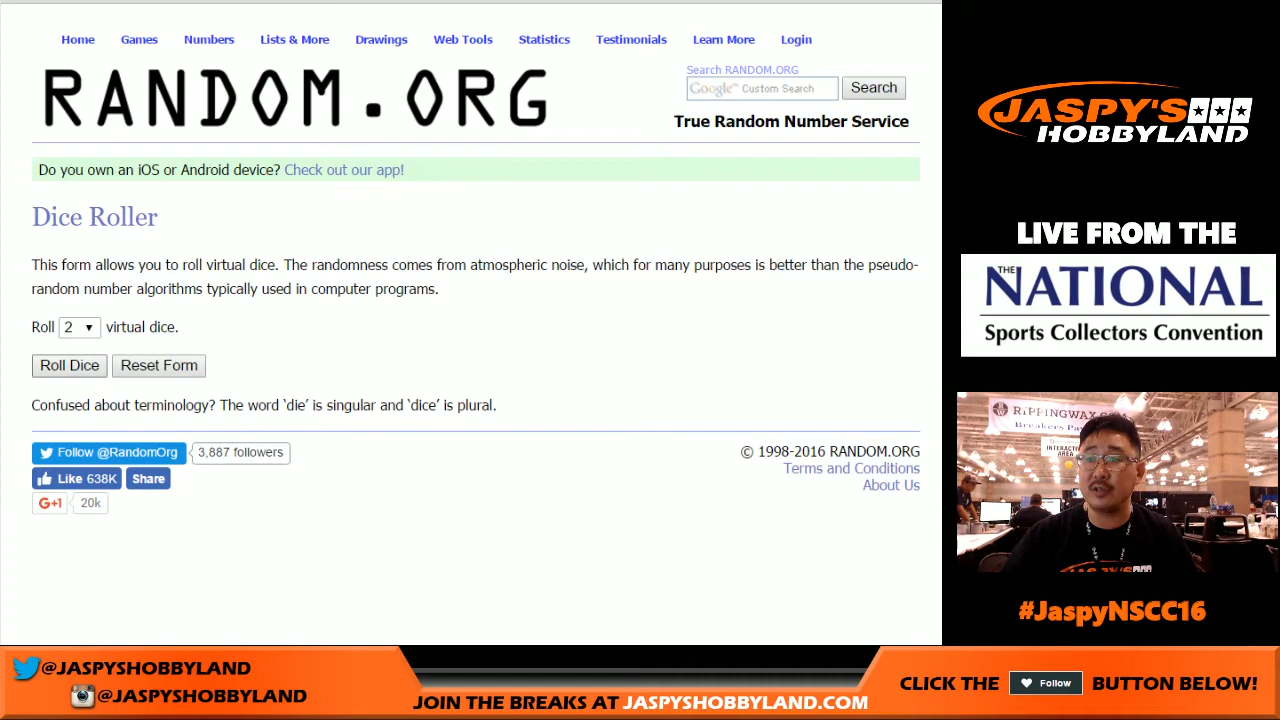 Home Games Numbers Lists & More Drawings Web Tools Statistics Testimonials Learn More Login
RANDOM.ORG
Search RANDOM.ORG
Google™ Custom Search Search
True Random Number Service
Do you own an iOS or Android device? Check out our app!
Dice Roller
This form allows you to roll virtual dice. The randomness comes from atmospheric noise, which for many purposes is better than the pseudo-
random number algorithms typically used in computer programs.
Roll 2 virtual dice.
Roll Dice Reset Form
Confused about terminology? The word ‘die’ is singular and ‘dice’ is plural.
Follow @RandomOrg 3,887 followers
Like 638K Share
G+1 20k
© 1998-2016 RANDOM.ORG
Terms and Conditions
About Us
JASPY'S
HOBBYLAND
LIVE FROM THE
THE NATIONAL
Sports Collectors Convention
RIPPINGWAX.COM
Breakers
INTERACTIVE
AREA
JASPY'S
#JaspyNSCC16
@JASPYSHOBBYLAND
@JASPYSHOBBYLAND
JOIN THE BREAKS AT JASPYSHOBBYLAND.COM
CLICK THE Follow BUTTON BELOW!